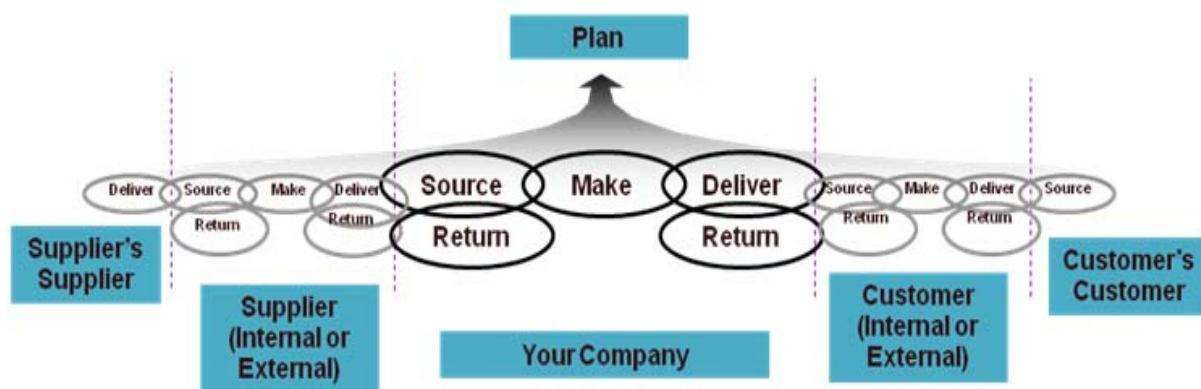 Plan
Deliver
Source
Make
Deliver
Source
Make
Deliver
Source
Make
Deliver
Source
Return
Return
Return
Return
Return
Return
Supplier's
Supplier
Supplier
(Internal or
External)
Your Company
Customer
(Internal or
External)
Customer's
Customer